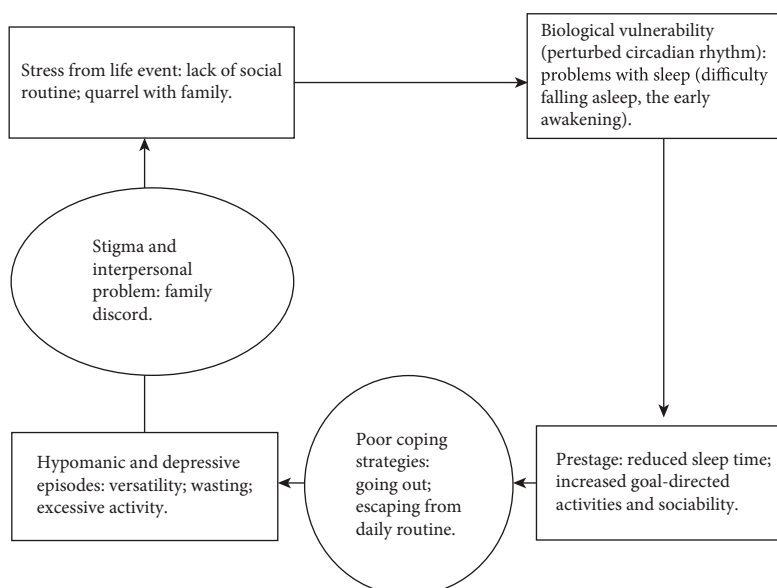 Stress from life event: lack of social
routine; quarrel with family.
Biological vulnerability
(perturbed circadian rhythm):
problems with sleep (difficulty
falling asleep, the early
awakening).
Stigma and
interpersonal
problem: family
discord.
Hypomanic and depressive
episodes: versatility; wasting;
excessive activity.
Poor coping
strategies:
going out;
escaping from
daily routine.
Prestage: reduced sleep time;
increased goal-directed
activities and sociability.